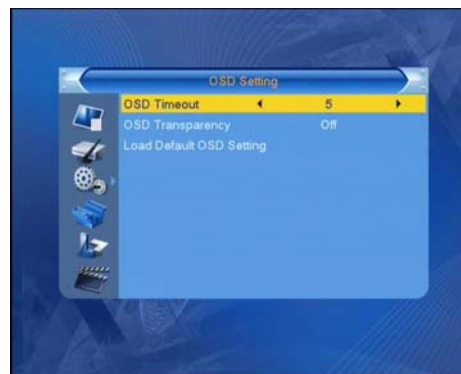 OSD Setting
OSD Timeout 5
OSD Transparency Off
Load Default OSD Setting